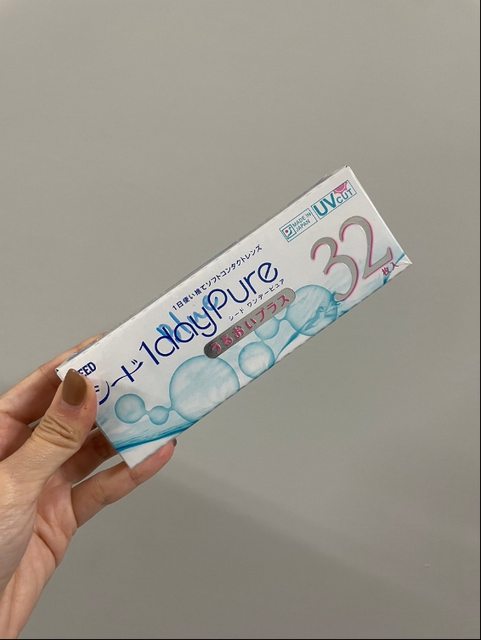 MADE IN
JAPAN
UV CUT
32
枚入
1日使い捨てソフトコンタクトレンズ
1dayPure
シード ワンデーピュア
うるおいプラス
シード